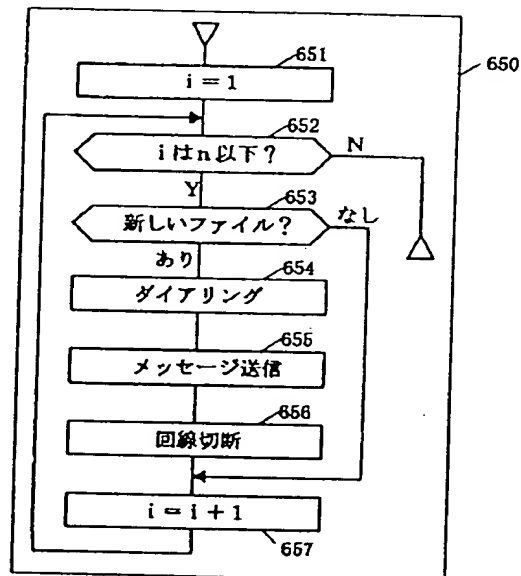 651
650
i = 1
652
iはn以下?
N
Y
653
新しいファイル?
なし
あり
654
ダイアリング
655
メッセージ送信
656
回線切断
i = i + 1
657